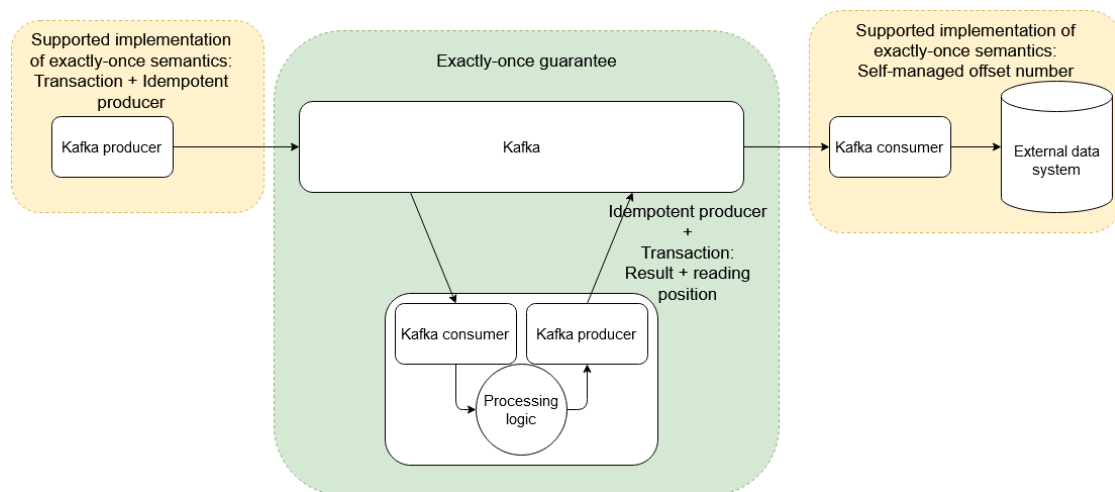 Supported implementation
of exactly-once semantics:
Transaction + Idempotent
producer
Kafka producer
Exactly-once guarantee
Kafka
Supported implementation of
exactly-once semantics:
Self-managed offset number
Kafka consumer
External data
system
Idempotent producer
+
Transaction:
Result + reading
position
Kafka consumer
Kafka producer
Processing
logic